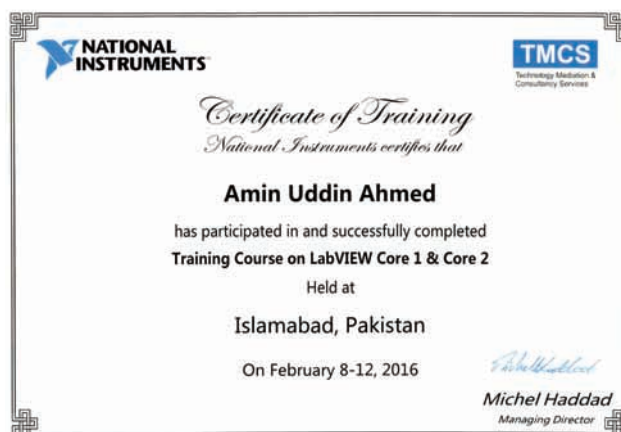 NATIONAL
INSTRUMENTS
TMCS
Technology Mediation &
Consultancy Services
Certificate of Training
National Instruments certifies that
Amin Uddin Ahmed
has participated in and successfully completed
Training Course on LabVIEW Core 1 & Core 2
Held at
Islamabad, Pakistan
On February 8-12, 2016
Michel Haddad
Managing Director